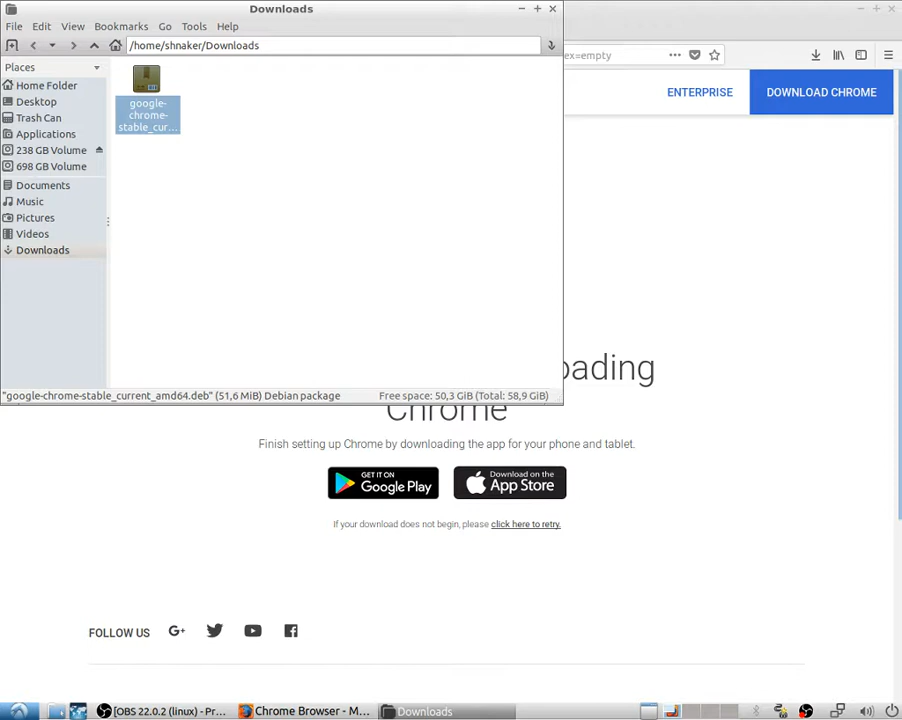 Downloads
File Edit View Bookmarks Go Tools Help
/home/shnaker/Downloads
ex=empty
Places
Home Folder
Desktop
Trash Can
Applications
238 GB Volume
698 GB Volume
Documents
Music
Pictures
Videos
Downloads
google-
chrome-
stable_cur...
ENTERPRISE
DOWNLOAD CHROME
"google-chrome-stable_current_amd64.deb" (51,6 MiB) Debian package
Free space: 50,3 GiB (Total: 58,9 GiB)
oading
Chrome
Finish setting up Chrome by downloading the app for your phone and tablet.
GET IT ON
Google Play
Download on the
App Store
If your download does not begin, please click here to retry.
FOLLOW US
[OBS 22.0.2 (linux) - Pr...
Chrome Browser - M...
Downloads